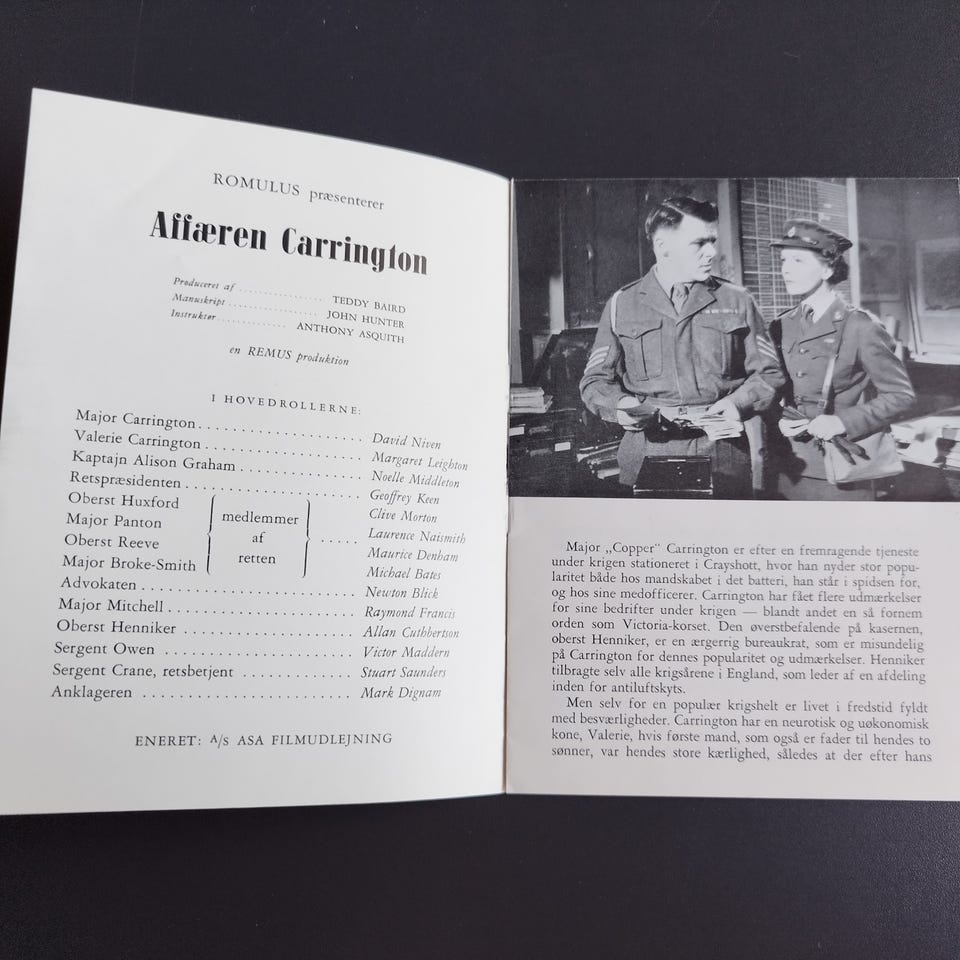 ROMULUS præsenterer
Affæren Carrington
Produceret af ................. TEDDY BAIRD
Manuskript .................. JOHN HUNTER
Instruktør .............. ANTHONY ASQUITH
en REMUS produktion
I HOVEDROLLERNE:
Major Carrington .................... David Niven
Valerie Carrington .................... Margaret Leighton
Kaptajn Alison Graham ............... Noelle Middleton
Retspræsidenten ..................... Geoffrey Keen
Oberst Huxford Clive Morton
Major Panton medlemmer Laurence Naismith
Oberst Reeve af ..... Maurice Denham
Major Broke-Smith retten Michael Bates
Advokaten .......................... Newton Blick
Major Mitchell ....................... Raymond Francis
Oberst Henniker ..................... Allan Cuthbertson
Sergent Owen ....................... Victor Maddern
Sergent Crane, retsbetjent ............. Stuart Saunders
Anklageren ......................... Mark Dignam
ENERET: A/s ASA FILMUDLEJNING
Major „Copper“ Carrington er efter en fremragende tjeneste
under krigen stationeret i Crayshott, hvor han nyder stor popu-
laritet både hos mandskabet i det batteri, han står i spidsen for,
og hos sine medofficerer. Carrington har fået flere udmærkelser
for sine bedrifter under krigen — blandt andet en så fornem
orden som Victoria-korset. Den øverstbefalende på kasernen,
oberst Henniker, er en ærgerrig bureaukrat, som er misundelig
på Carrington for dennes popularitet og udmærkelser. Henniker
tilbragte selv alle krigsårene i England, som leder af en afdeling
inden for antiluftskyts.
Men selv for en populær krigshelt er livet i fredstid fyldt
med besværligheder. Carrington har en neurotisk og uøkonomisk
kone, Valerie, hvis første mand, som også er fader til hendes to
sønner, var hendes store kærlighed, således at der efter hans